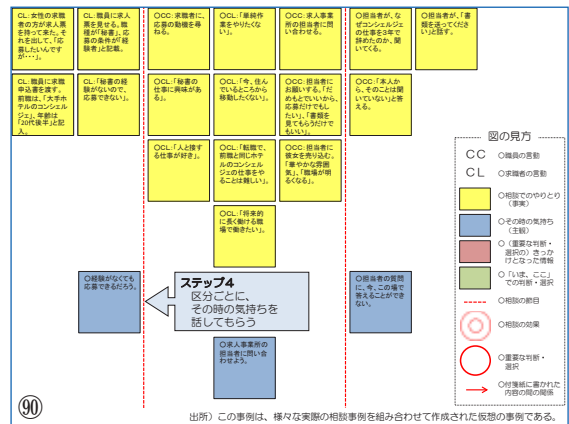 CL:女性の求職
者の方が求人票
を持って来た。そ
れを出して、「応
募したいんです
が・・・」。
CL:職員に求人
票を見せる。職
種が「秘書」、応
募の条件が「経
験者」と記載。
OCC:求職者に、
応募の動機を尋
ねる。
OCL:「単純作
業をやりたくな
い」。
OCC:求人事業
所の担当者に問
い合わせる。
○担当者が、な
ぜコンシェルジ
ェの仕事を3年で
辞めたのか、聞
いてくる。
○担当者が、「書
類を送ってくださ
い」と話す。
CL:職員に求職
申込書を渡す。
前職は、「大手ホ
テルのコンシェル
ジェ」、年齢は
「20代後半」と記
入。
CL:「秘書の経
験がないので、応
募できない」。
OCL:「秘書の
仕事に興味があ
る」。
OCL:「今、住ん
でいるところから
移動したくない」。
OCC:担当者に
お願いする。「だ
めもとでいいから、
応募だけでもし
たい」、「書類を
見てもらうだけで
もいい」。
OCC:「本人か
ら、そのことは聞
いていない」と答
える。
OCL:「人と接す
る仕事が好き」。
OCL:「転職で、
前職と同じホテ
ルのコンシェル
ジェの仕事をや
ることは難しい」。
OCC:担当者に
彼女を売り込む。
「華やかな雰囲
気」、「職場が明
るくなる」。
OCL:「将来的
に長く働ける職
場で働きたい」。
○経験がなくても
応募できるだろう。
ステップ4
区分ごとに、
その時の気持ちを
話してもらう
○担当者の質問
に、今、この場で
答えることができ
ない。
○求人事業所の
担当者に問い合
わせよう。
図の見方
CC ○職員の言動
CL ○求職者の言動
○相談でのやりとり
(事実)
○その時の気持ち
(主観)
○(重要な判断・
選択の)きっか
けとなった情報
○「いま、ここ」
での判断・選択
○相談の節目
○相談の効果
○重要な判断・
選択
○付箋紙に書かれた
内容の間の関係
90
出所)この事例は、様々な実際の相談事例を組み合わせて作成された仮想の事例である。